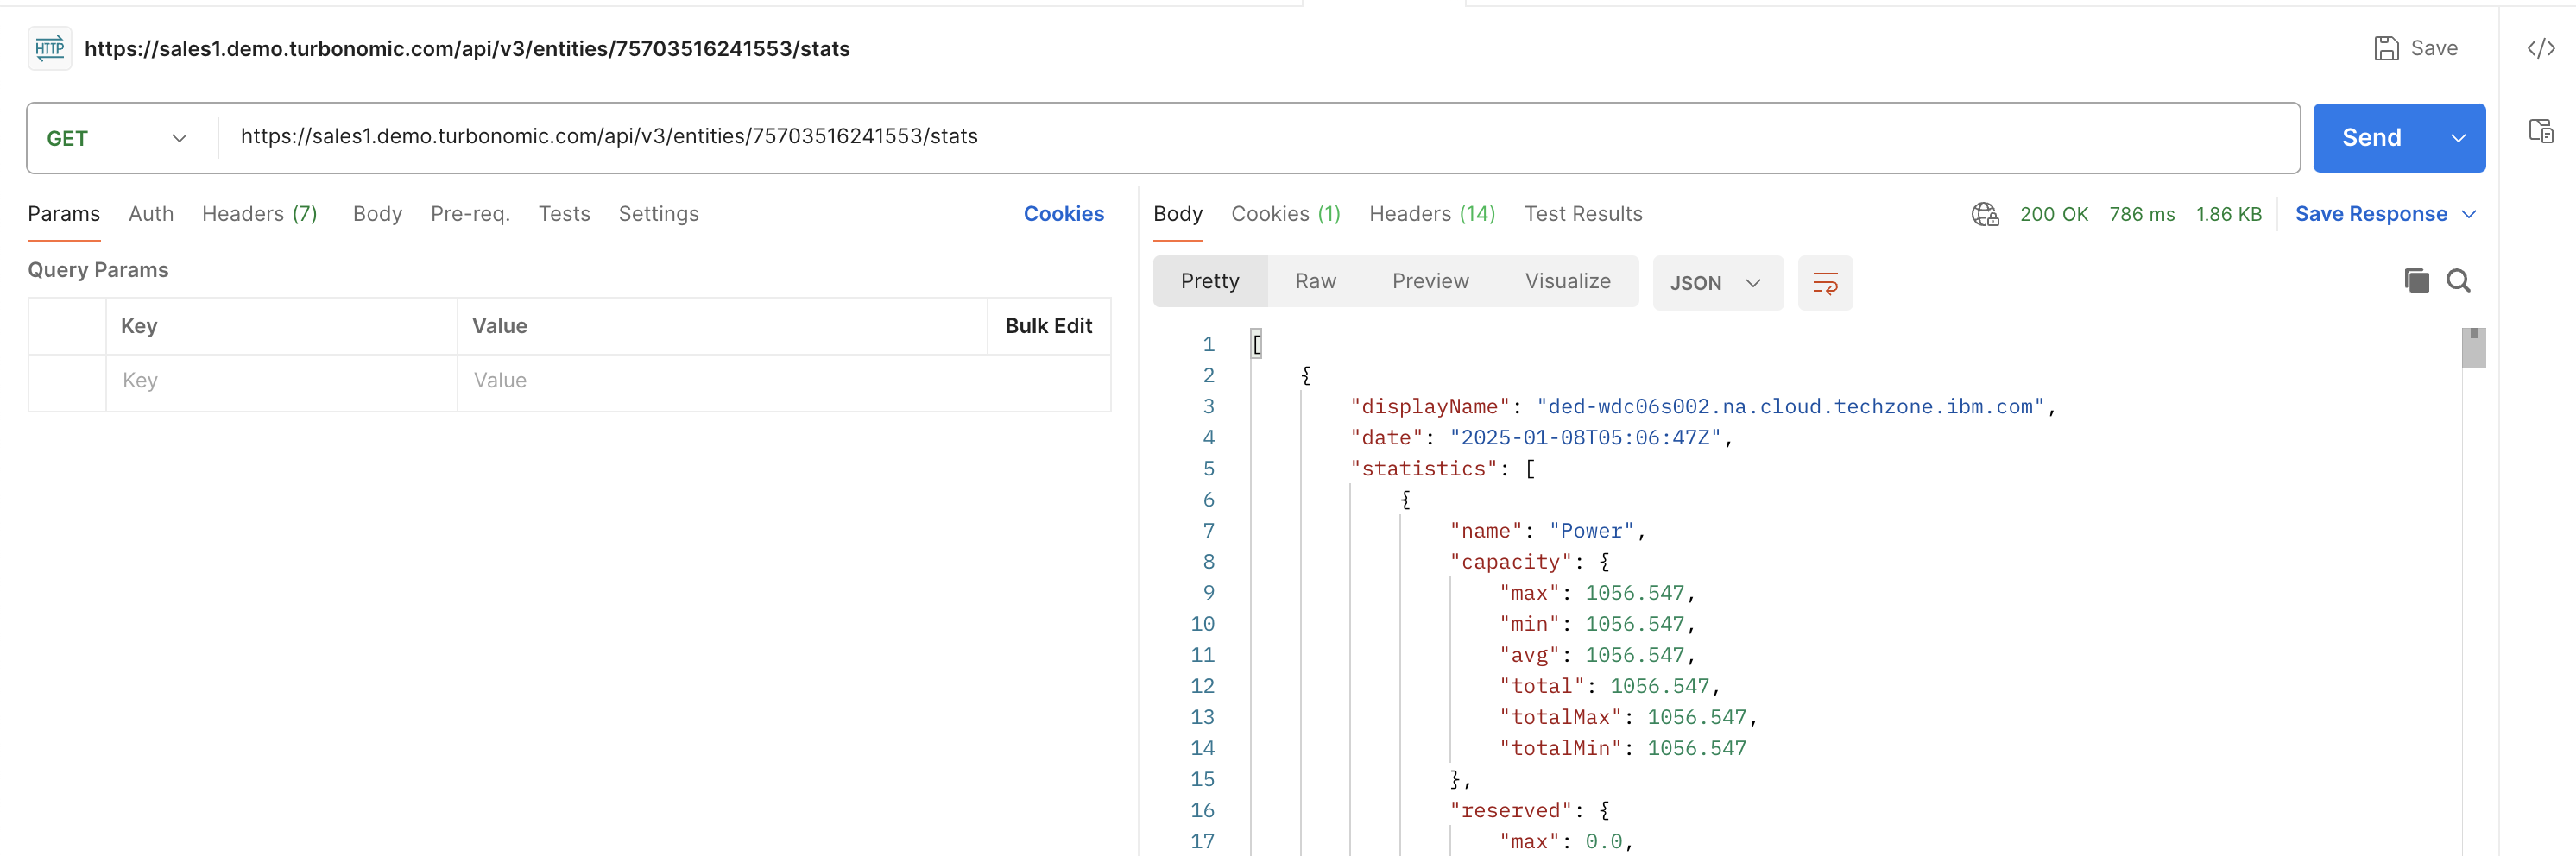 HTTP https://sales1.demo.turbonomic.com/api/v3/entities/75703516241553/stats
Save
</>
GET
https://sales1.demo.turbonomic.com/api/v3/entities/75703516241553/stats
Send
Params Auth Headers (7) Body Pre-req. Tests Settings
Cookies
Query Params
Key Value Bulk Edit
Key Value
Body Cookies (1) Headers (14) Test Results
200 OK 786 ms 1.86 KB Save Response
Pretty Raw Preview Visualize JSON
1 [
2 {
3 "displayName": "ded-wdc06s002.na.cloud.techzone.ibm.com",
4 "date": "2025-01-08T05:06:47Z",
5 "statistics": [
6 {
7 "name": "Power",
8 "capacity": {
9 "max": 1056.547,
10 "min": 1056.547,
11 "avg": 1056.547,
12 "total": 1056.547,
13 "totalMax": 1056.547,
14 "totalMin": 1056.547
15 },
16 "reserved": {
17 "max": 0.0,